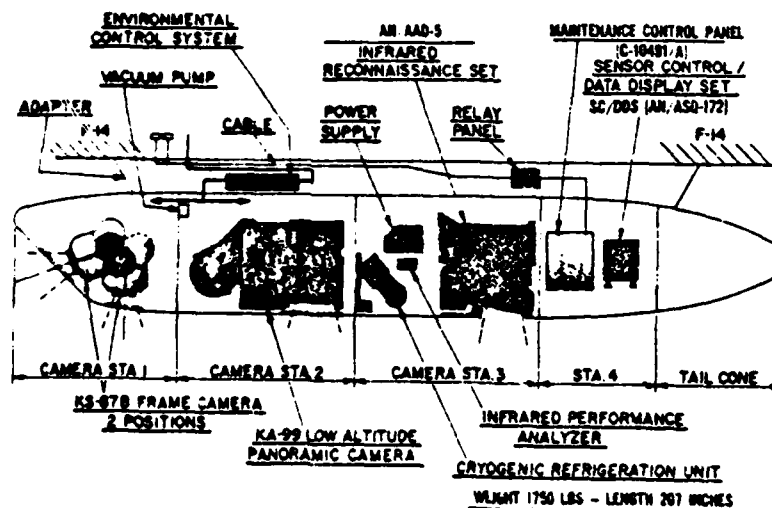 ENVIRONMENTAL
CONTROL SYSTEM
VACUUM PUMP
ADAPTER
F-14
CABLE
AN/AAD-5
INFRARED
RECONNAISSANCE SET
POWER
SUPPLY
RELAY
PANEL
MAINTENANCE CONTROL PANEL
(C-10491/A)
SENSOR CONTROL /
DATA DISPLAY SET
SC/DDS (AN/ASQ-172)
F-14
CAMERA STA. 1
CAMERA STA. 2
CAMERA STA. 3
STA. 4
TAIL CONE
KS-87B FRAME CAMERA
2 POSITIONS
KA-99 LOW ALTITUDE
PANORAMIC CAMERA
INFRARED PERFORMANCE
ANALYZER
CRYOGENIC REFRIGERATION UNIT
WEIGHT 1750 LBS - LENGTH 207 INCHES